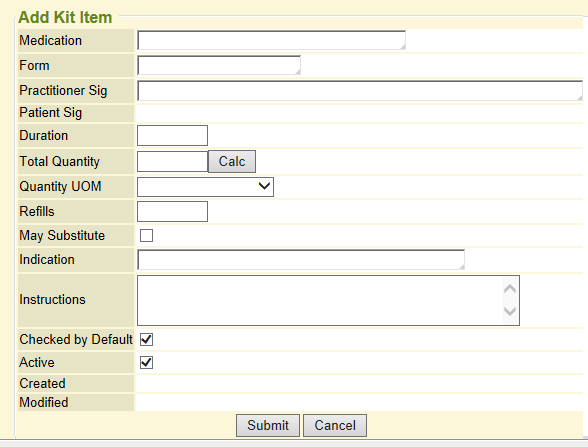 Add Kit Item
Medication
Form
Practitioner Sig
Patient Sig
Duration
Total Quantity Calc
Quantity UOM
Refills
May Substitute
Indication
Instructions
Checked by Default
Active
Created
Modified
Submit Cancel